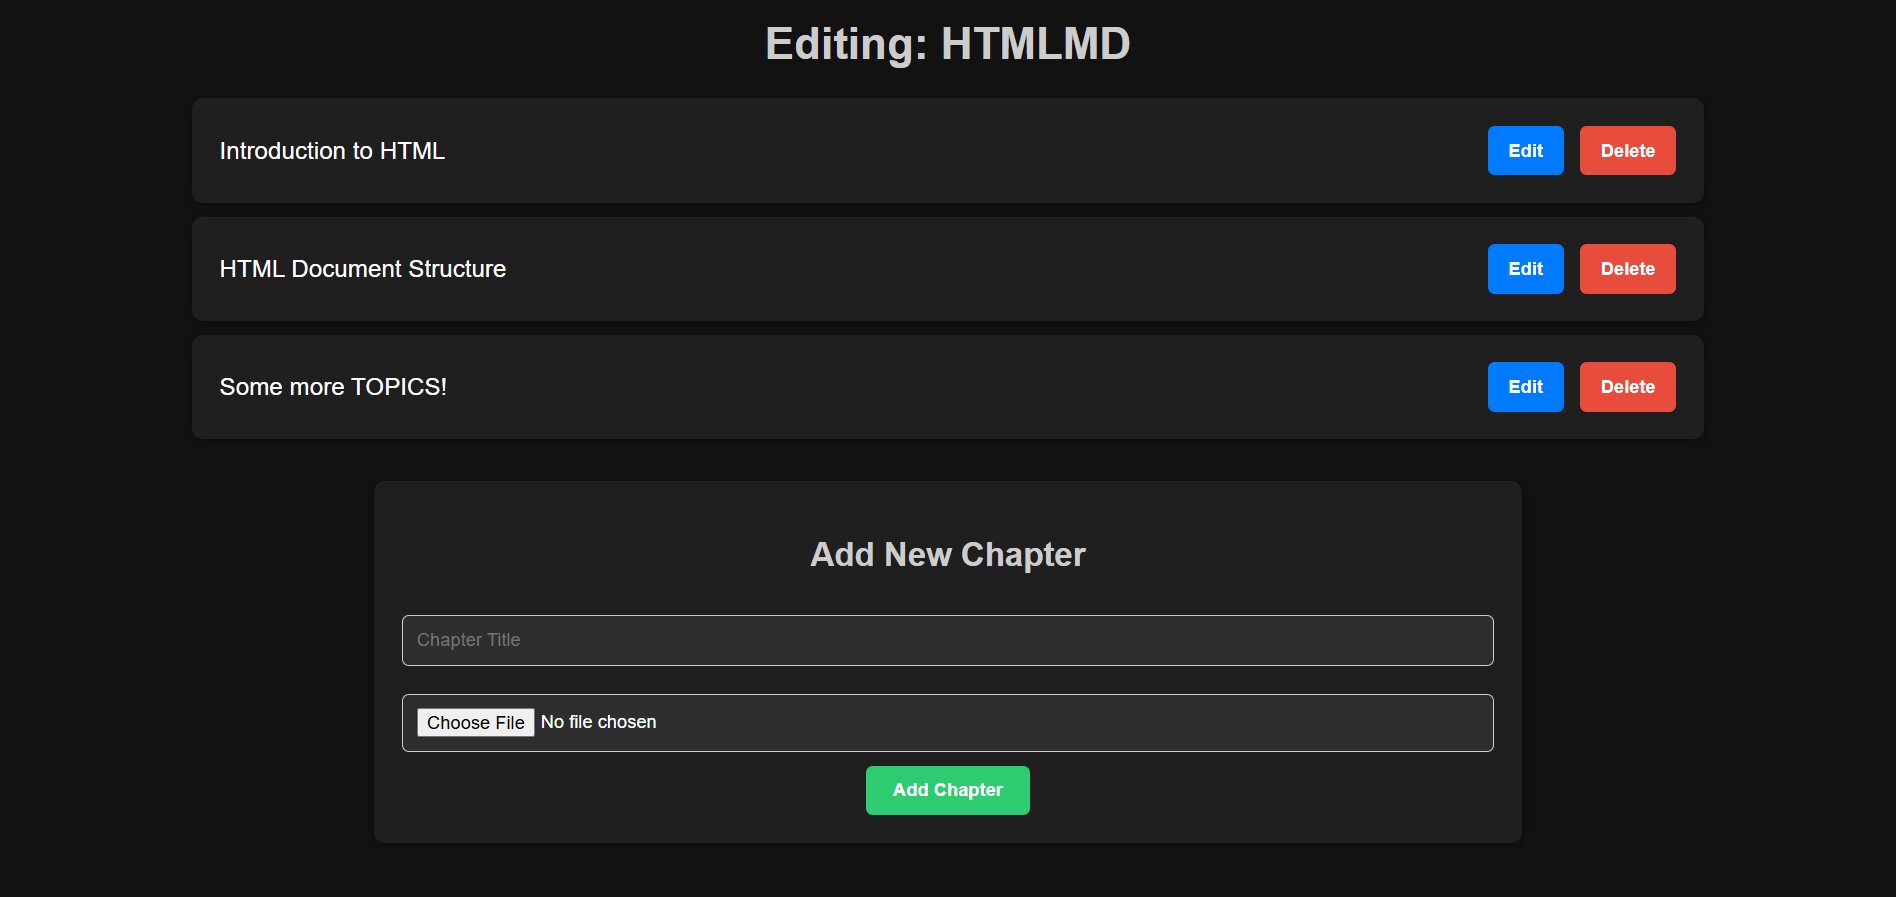 Editing: HTMLMD
Introduction to HTML Edit Delete
HTML Document Structure Edit Delete
Some more TOPICS! Edit Delete
Add New Chapter
Chapter Title
Choose File No file chosen
Add Chapter